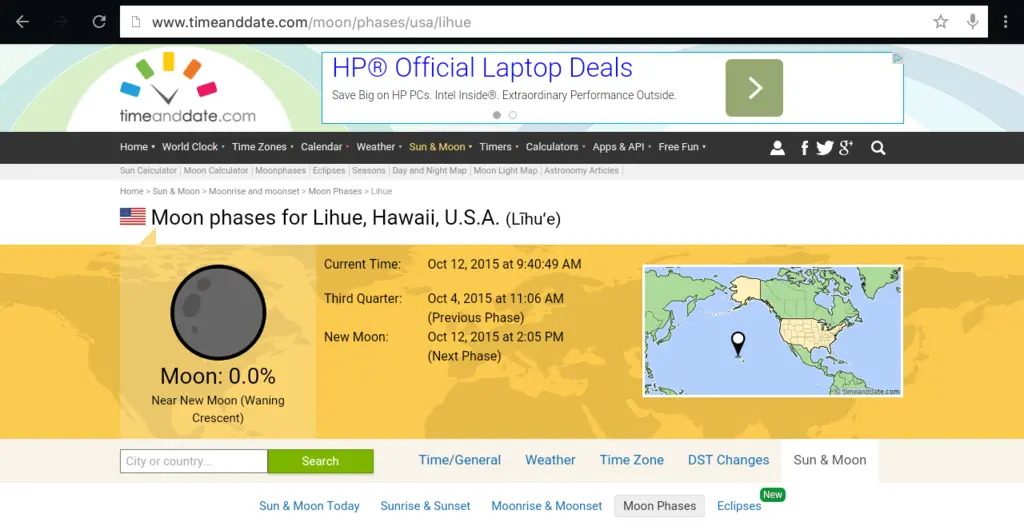 www.timeanddate.com/moon/phases/usa/lihue
timeanddate.com
HP® Official Laptop Deals
Save Big on HP PCs. Intel Inside®. Extraordinary Performance Outside.
Home World Clock Time Zones Calendar Weather Sun & Moon Timers Calculators Apps & API Free Fun
Sun Calculator Moon Calculator Moonphases Eclipses Seasons Day and Night Map Moon Light Map Astronomy Articles
Home > Sun & Moon > Moonrise and moonset > Moon Phases > Lihue
Moon phases for Lihue, Hawaii, U.S.A. (Līhuʻe)
Current Time: Oct 12, 2015 at 9:40:49 AM
Third Quarter: Oct 4, 2015 at 11:06 AM
(Previous Phase)
New Moon: Oct 12, 2015 at 2:05 PM
(Next Phase)
Moon: 0.0%
Near New Moon (Waning
Crescent)
© timeanddate.com
City or country... Search
Time/General Weather Time Zone DST Changes Sun & Moon
New
Sun & Moon Today Sunrise & Sunset Moonrise & Moonset Moon Phases Eclipses